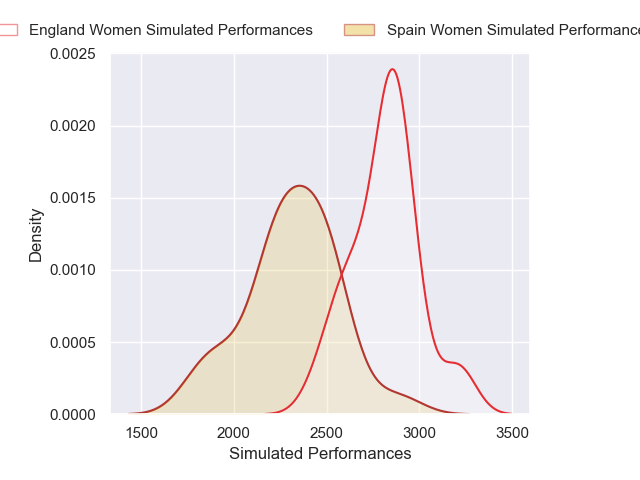 England Women Simulated Performances
Spain Women Simulated Performance
0.0025
0.0020
0.0015
0.0010
0.0005
0.0000
Density
1500 2000 2500 3000 3500
Simulated Performances